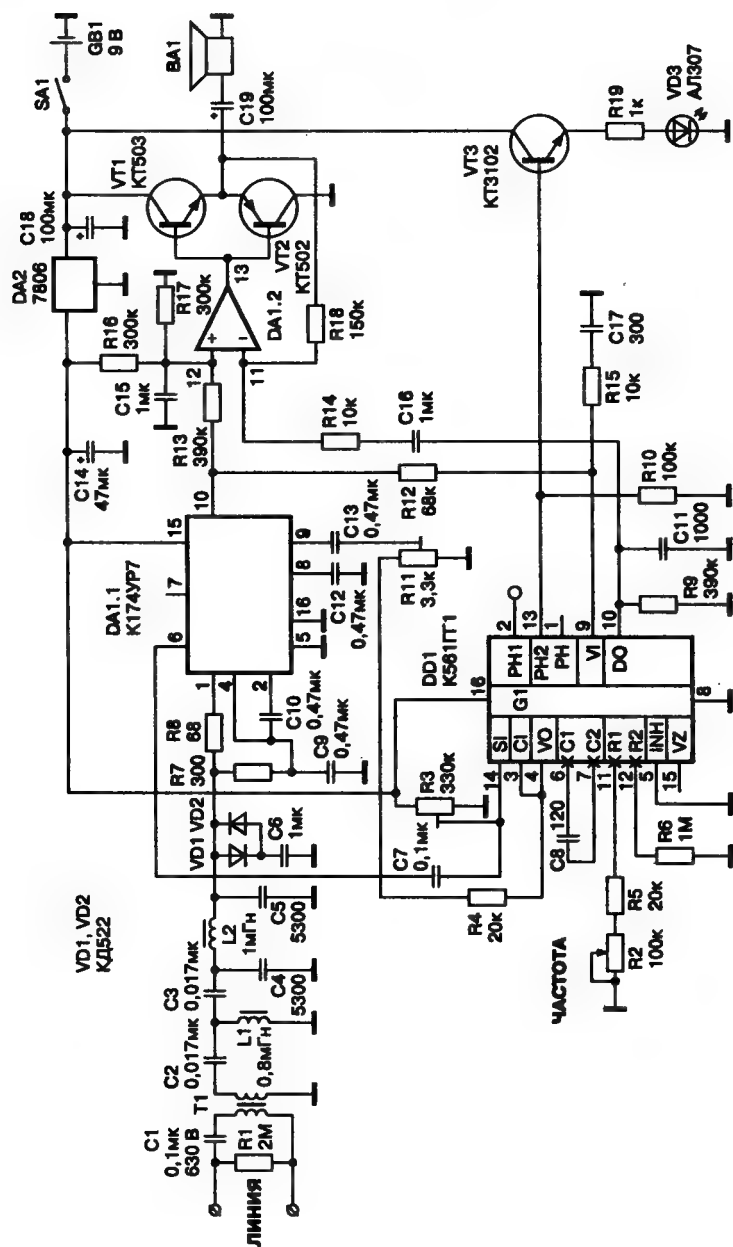 C1
0,1мк
630 В
ЛИНИЯ
R1
2М
T1
C2
0,017мк
C3
0,017мк
L1
0,8мГн
C4
5300
L2
1мГн
C5
5300
VD1, VD2
КД522
VD1 VD2
C6
1мк
R7
300
R8
68
C9
0,47мк
C10
0,47мк
DA1.1
К174УР7
1
4
2
6
7
15
10
5
16
8
9
C12
0,47мк
C13
0,47мк
C14
47мк
R16
300к
C15
1мк
R17
300к
R13
390к
DA2
7806
C18
100мк
SA1
GB1
9 В
VT1
КТ503
VT2
КТ502
12
11
13
+
−
DA1.2
R18
150к
C19
100мк
BA1
R14
10к
C16
1мк
R12
68к
R11
3,3к
R15
10к
C17
300
VT3
КТ3102
R19
1к
VD3
АЛ307
C7
0,1мк
R3
330к
R4
20к
DD1
К561ГГ1
G1
16
8
14
SI
3
CI
4
VO
6
C1
7
C2
11
R1
12
R2
5
INH
15
VZ
PH1
2
PH2
13
PH
1
VI
9
DO
10
C8
120
ЧАСТОТА
R2
100к
R5
20к
R6
1М
R9
390к
C11
1000
R10
100к